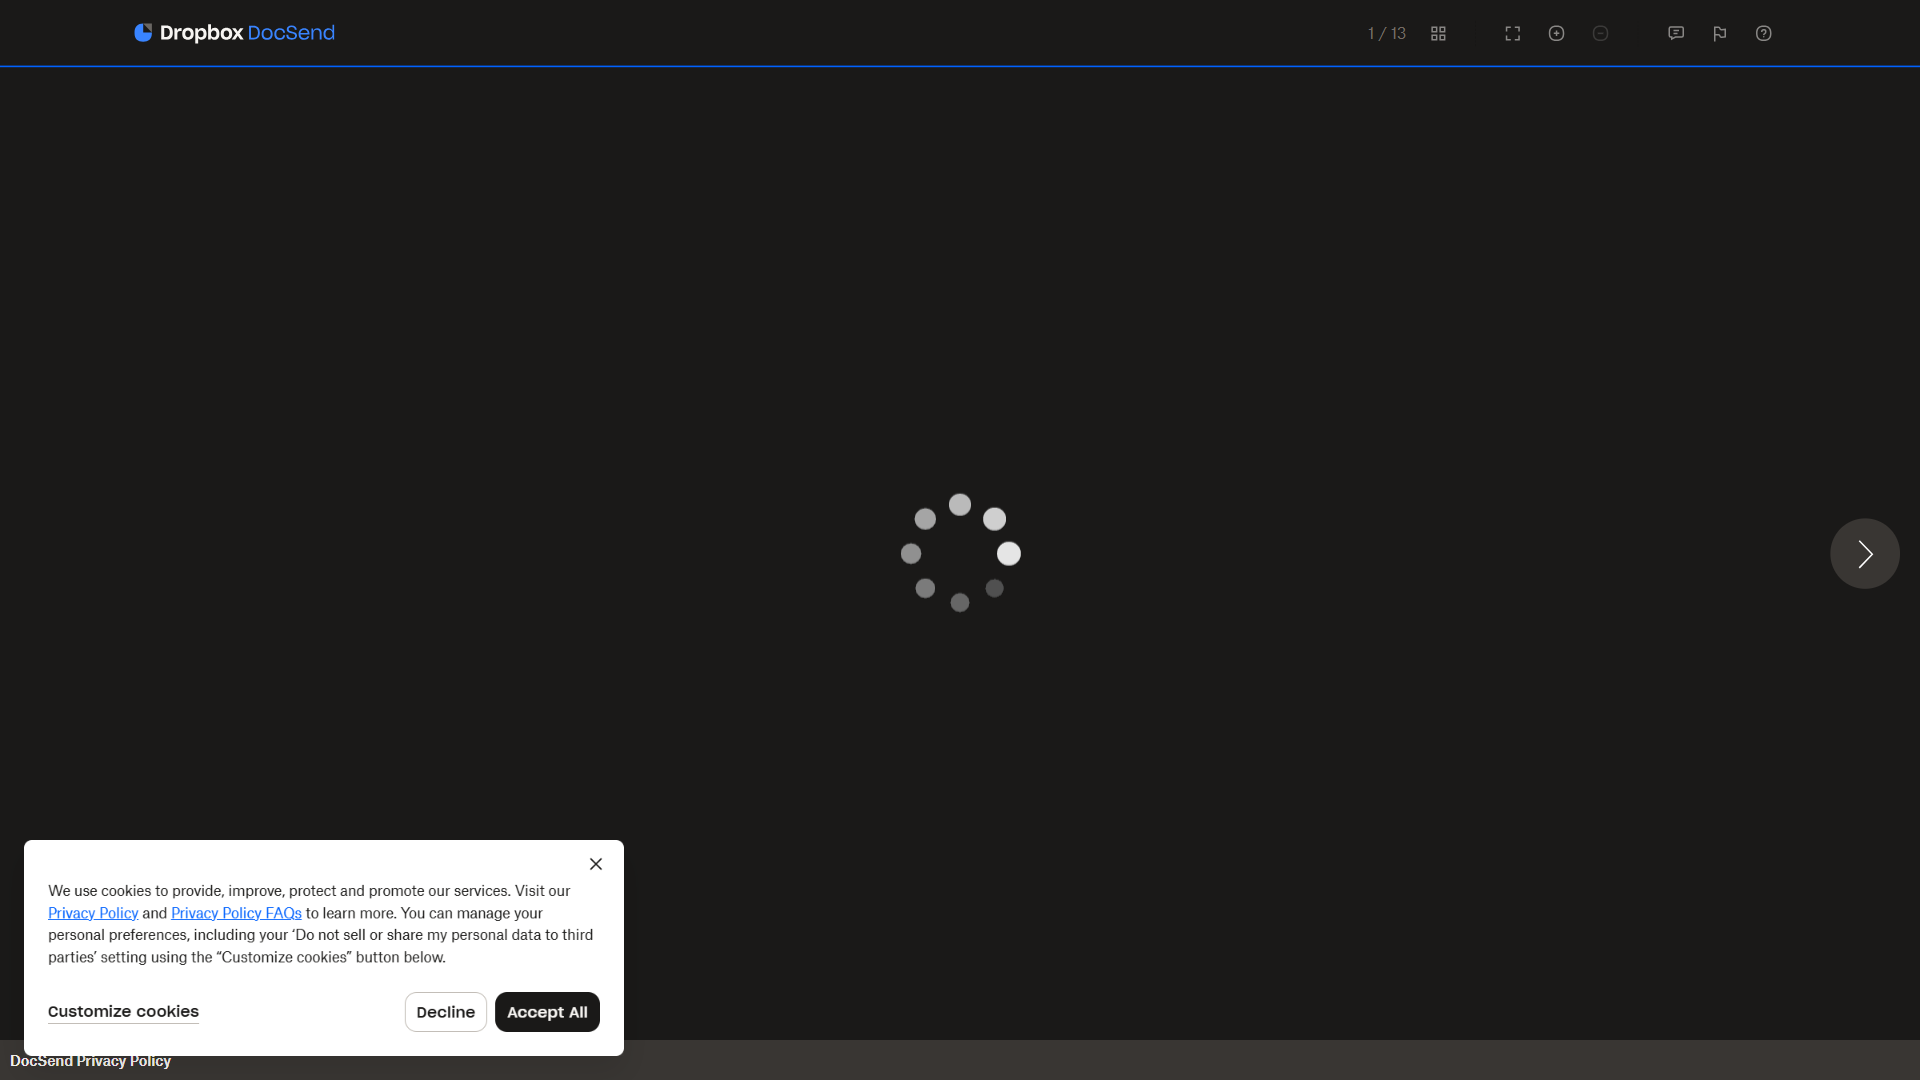 Dropbox DocSend
1 / 13
We use cookies to provide, improve, protect and promote our services. Visit our
Privacy Policy and Privacy Policy FAQs to learn more. You can manage your
personal preferences, including your ‘Do not sell or share my personal data to third
parties’ setting using the “Customize cookies” button below.
Customize cookies
Decline
Accept All
DocSend Privacy Policy